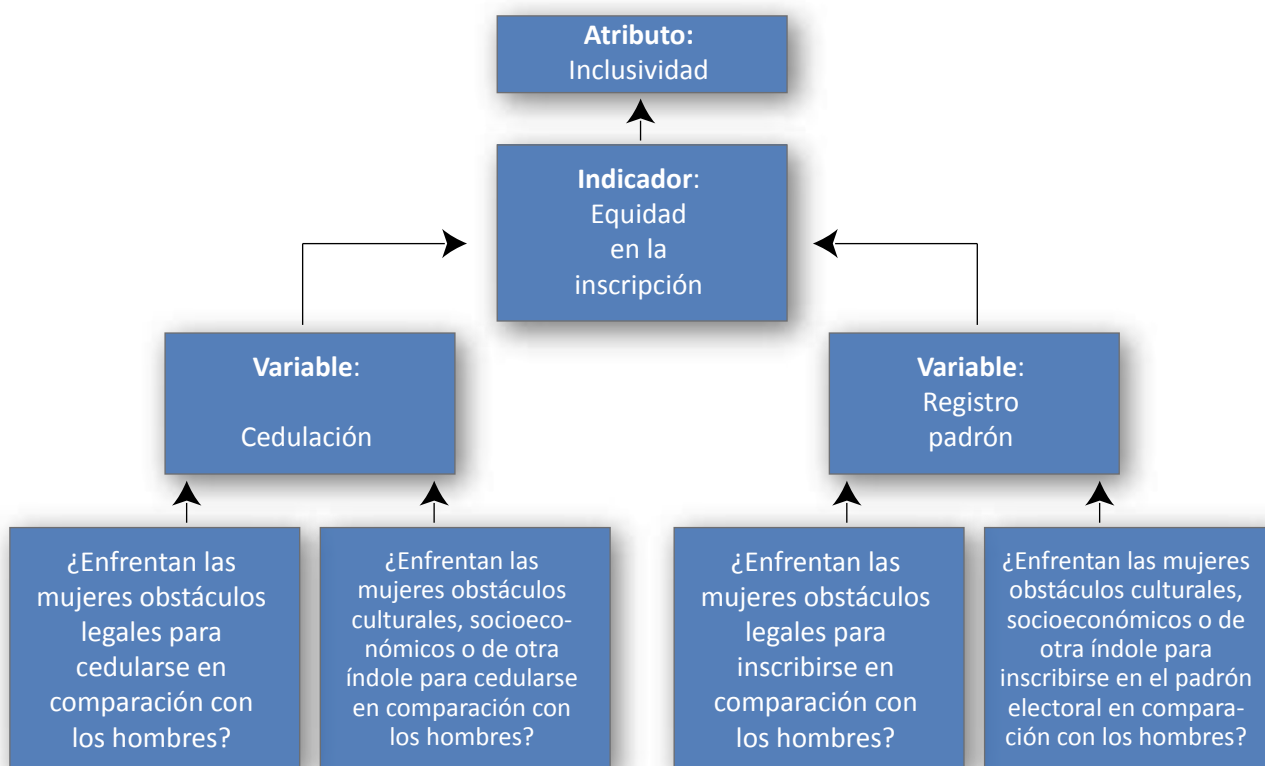 Atributo:
Inclusividad
Indicador:
Equidad
en la
inscripción
Variable:
Cedulación
Variable:
Registro
padrón
¿Enfrentan las
mujeres obstáculos
legales para
cedularse en
comparación con
los hombres?
¿Enfrentan las
mujeres obstáculos
culturales, socioeco-
nómicos o de otra
índole para cedularse
en comparación con
los hombres?
¿Enfrentan las
mujeres obstáculos
legales para
inscribirse en
comparación con
los hombres?
¿Enfrentan las mujeres
obstáculos culturales,
socioeconómicos o de
otra índole para
inscribirse en el padrón
electoral en compara-
ción con los hombres?